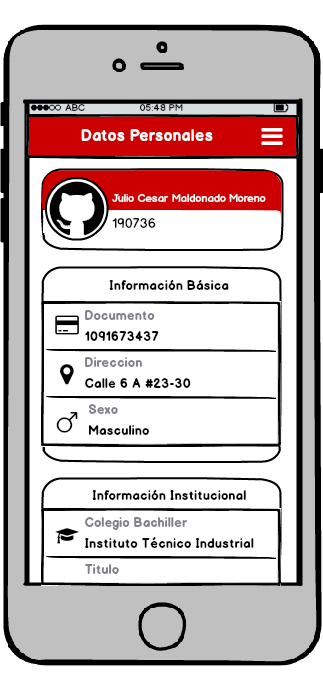 ABC 05:48 PM
Datos Personales
Julio Cesar Maldonado Moreno
190736
Información Básica
Documento
1091673437
Direccion
Calle 6 A #23-30
Sexo
Masculino
Información Institucional
Colegio Bachiller
Instituto Técnico Industrial
Titulo